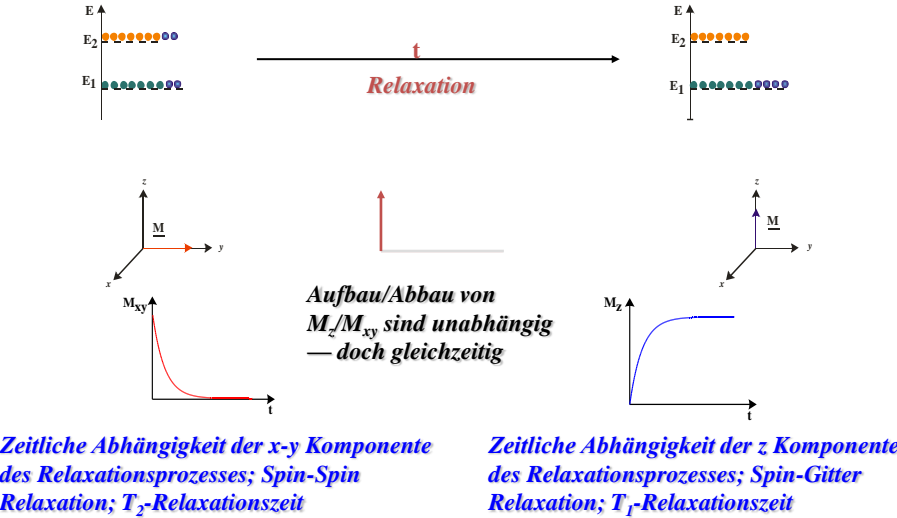 E
E2
E1
t
Relaxation
E
E2
E1
z
M
y
x
z
M
y
x
Mxy
t
Aufbau/Abbau von
Mz/Mxy sind unabhängig
— doch gleichzeitig
Mz
t
Zeitliche Abhängigkeit der x-y Komponente
des Relaxationsprozesses; Spin-Spin
Relaxation; T2-Relaxationszeit
Zeitliche Abhängigkeit der z Komponente
des Relaxationsprozesses; Spin-Gitter
Relaxation; T1-Relaxationszeit